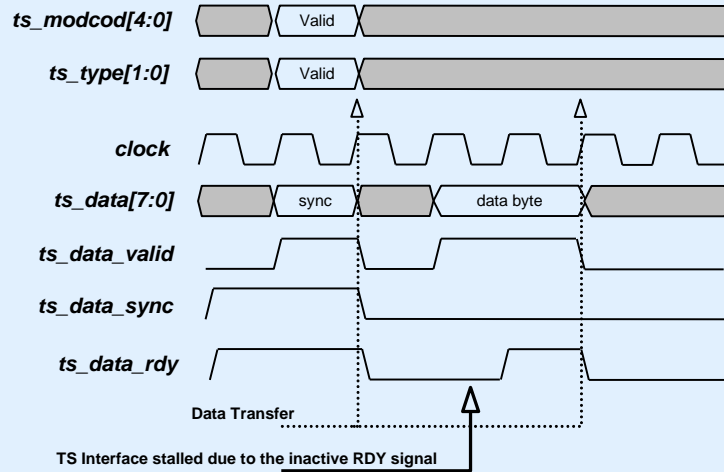 ts_modcod[4:0]
Valid
ts_type[1:0]
Valid
clock
ts_data[7:0]
sync
data byte
ts_data_valid
ts_data_sync
ts_data_rdy
Data Transfer
TS Interface stalled due to the inactive RDY signal